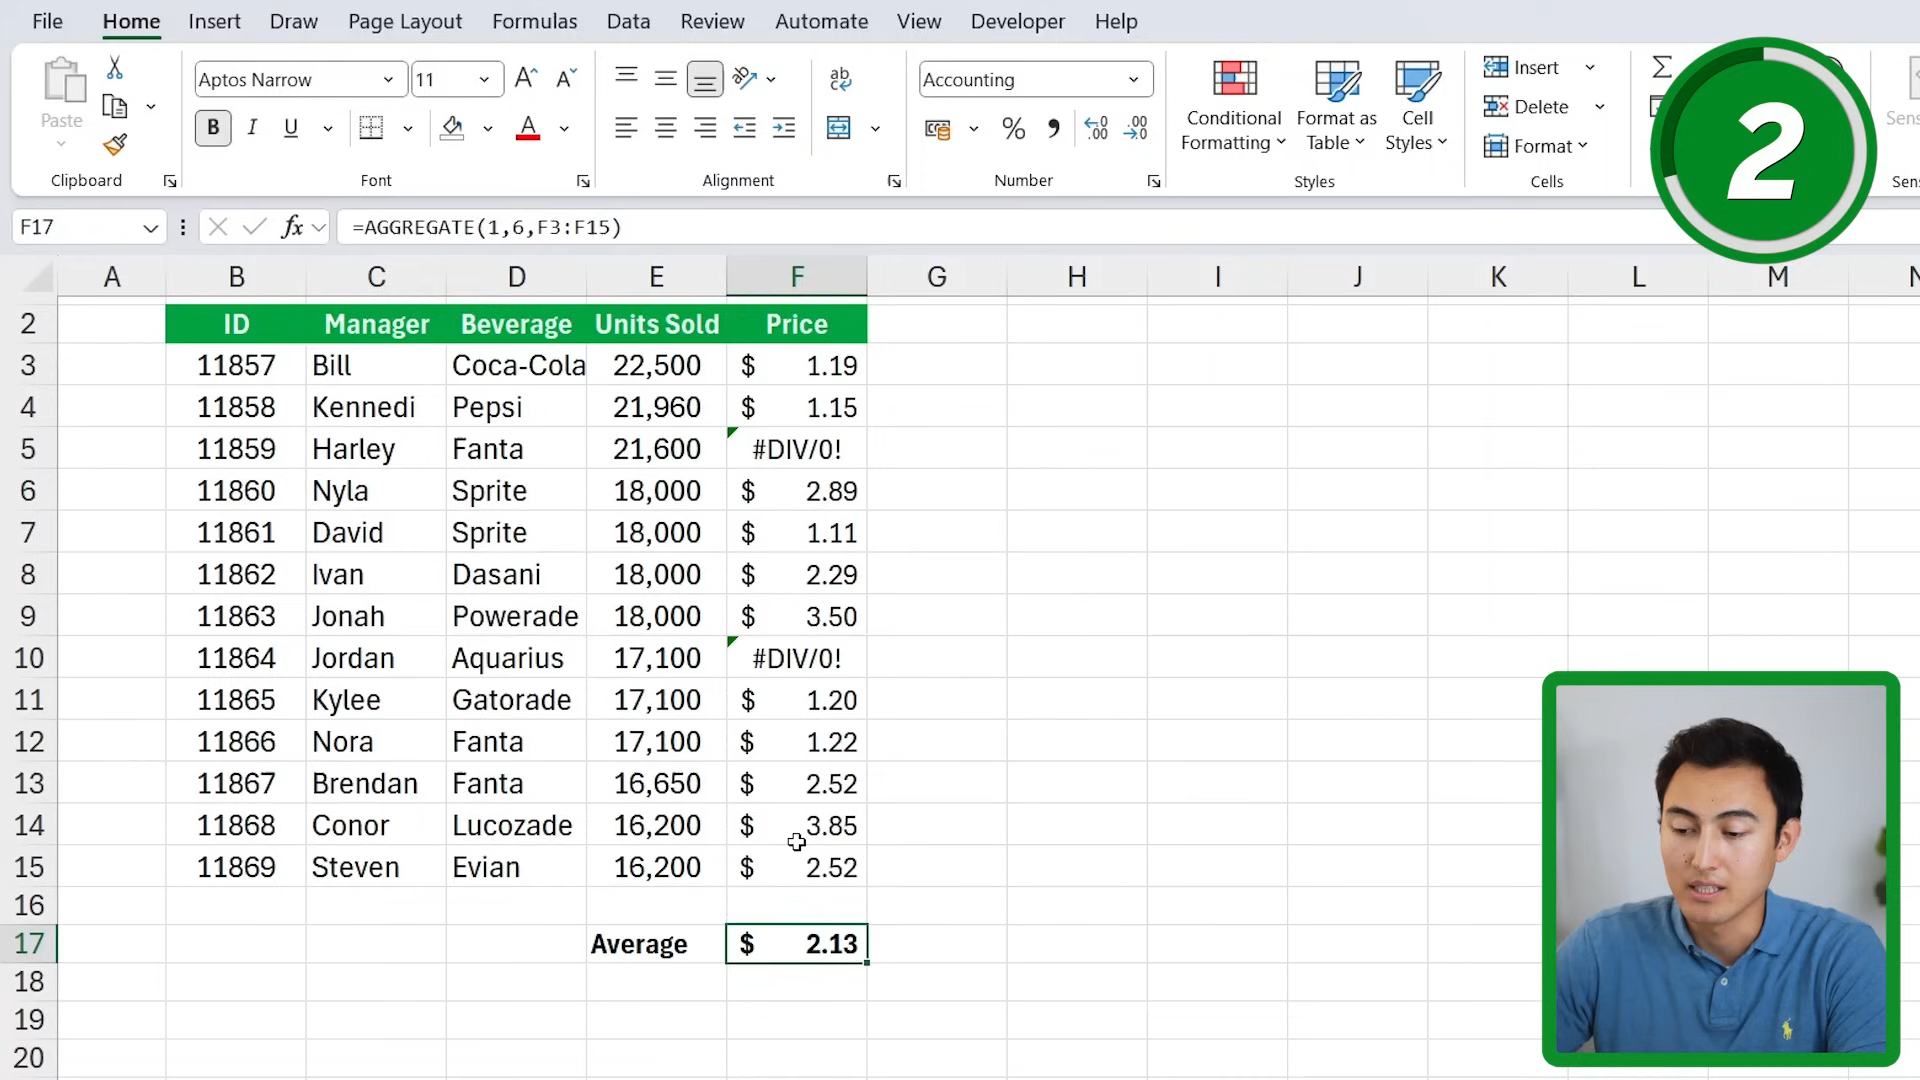 File Home Insert Draw Page Layout Formulas Data Review Automate View Developer Help
Paste
Clipboard
Aptos Narrow 11
B I U
Font
Alignment
Accounting
Number
Conditional Formatting
Format as Table
Cell Styles
Styles
Insert
Delete
Format
Cells
Sens
Sen
2
F17 fx =AGGREGATE(1,6,F3:F15)
A B C D E F G H I J K L M N
2 ID Manager Beverage Units Sold Price
3 11857 Bill Coca-Cola 22,500 $ 1.19
4 11858 Kennedi Pepsi 21,960 $ 1.15
5 11859 Harley Fanta 21,600 #DIV/0!
6 11860 Nyla Sprite 18,000 $ 2.89
7 11861 David Sprite 18,000 $ 1.11
8 11862 Ivan Dasani 18,000 $ 2.29
9 11863 Jonah Powerade 18,000 $ 3.50
10 11864 Jordan Aquarius 17,100 #DIV/0!
11 11865 Kylee Gatorade 17,100 $ 1.20
12 11866 Nora Fanta 17,100 $ 1.22
13 11867 Brendan Fanta 16,650 $ 2.52
14 11868 Conor Lucozade 16,200 $ 3.85
15 11869 Steven Evian 16,200 $ 2.52
16
17 Average $ 2.13
18
19
20